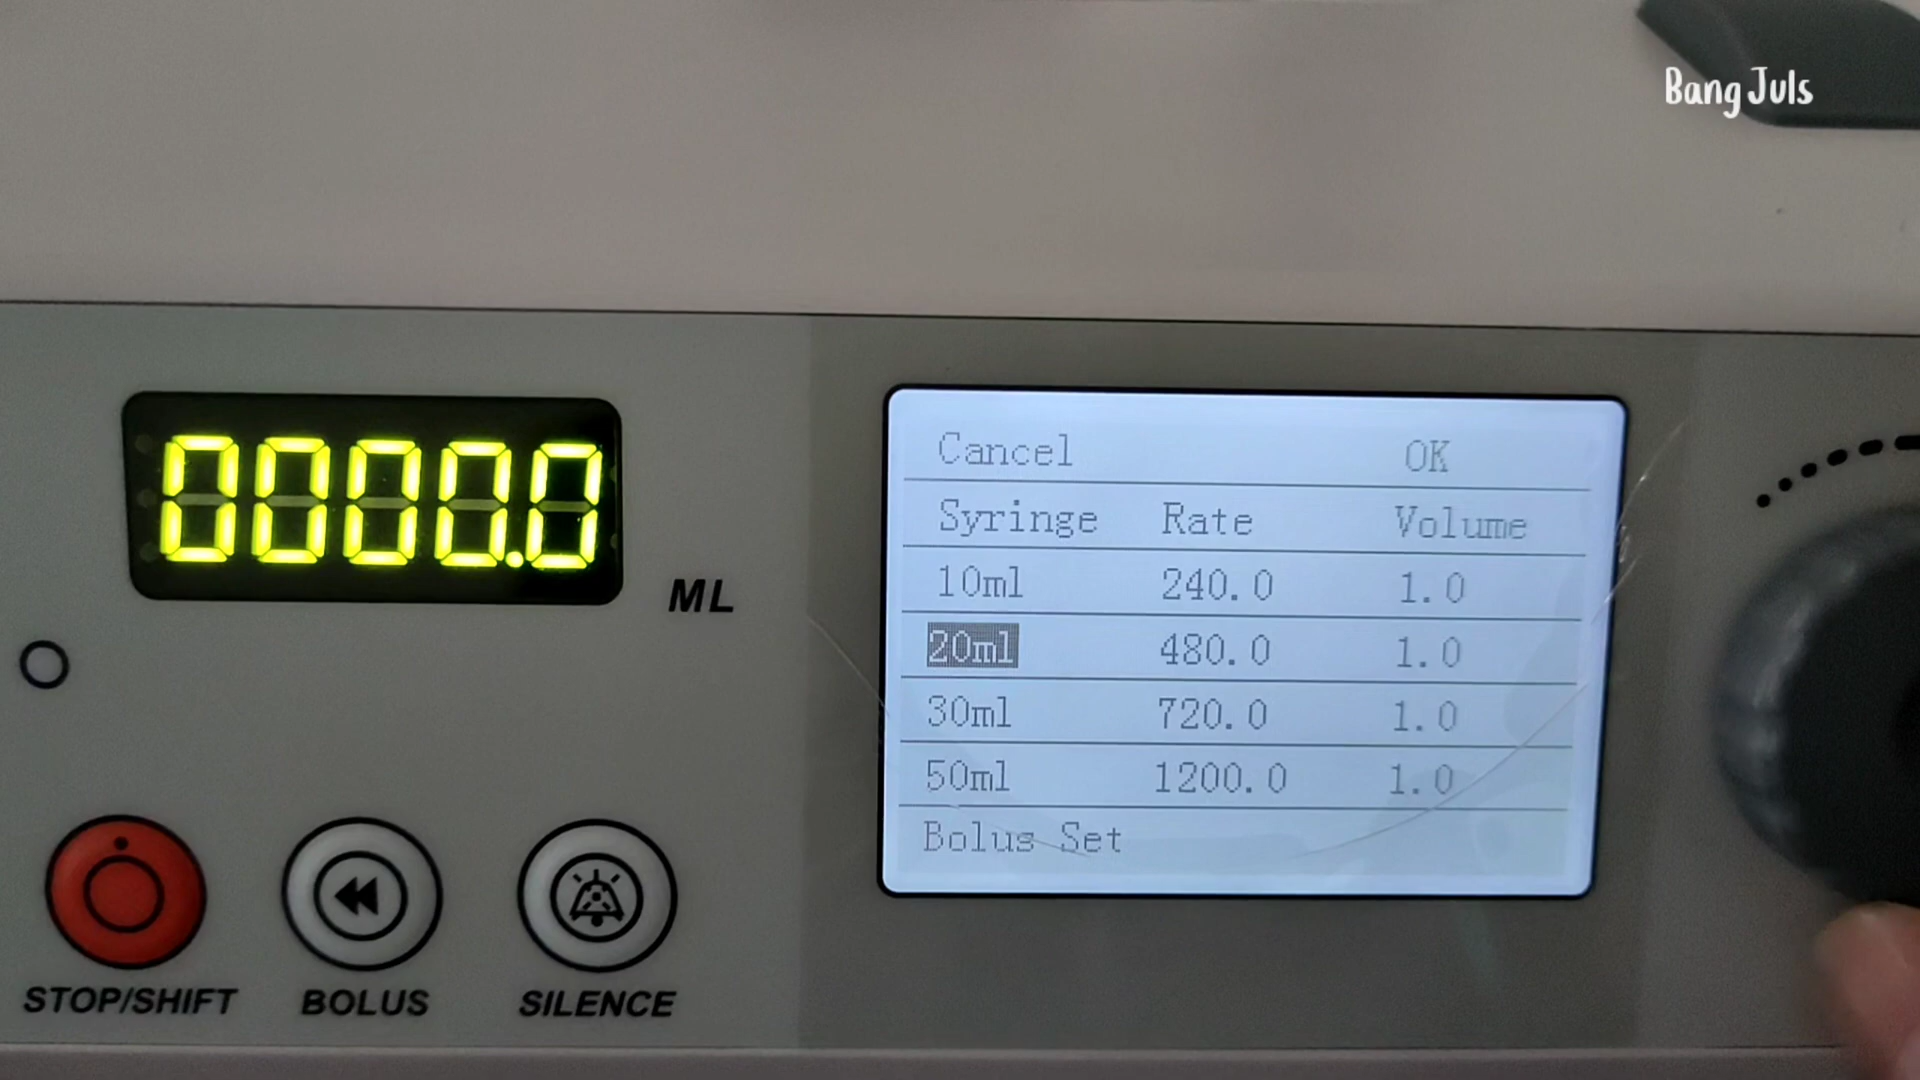 Bang Juls
0000.0
ML
Cancel OK
Syringe Rate Volume
10ml 240.0 1.0
20ml 480.0 1.0
30ml 720.0 1.0
50ml 1200.0 1.0
Bolus Set
STOP/SHIFT BOLUS SILENCE